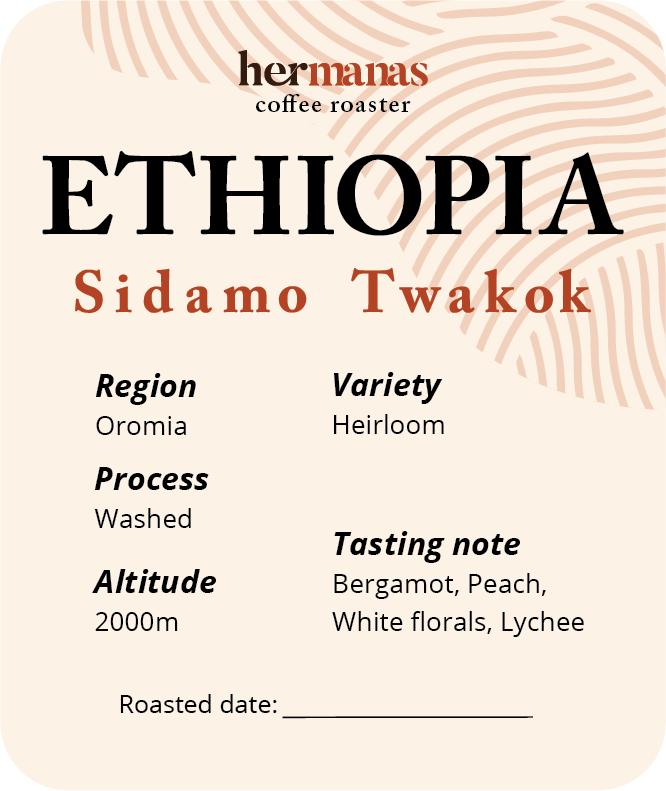 hermanas
coffee roaster
ETHIOPIA
Sidamo Twakok
Region
Oromia
Process
Washed
Altitude
2000m
Variety
Heirloom
Tasting note
Bergamot, Peach,
White florals, Lychee
Roasted date: